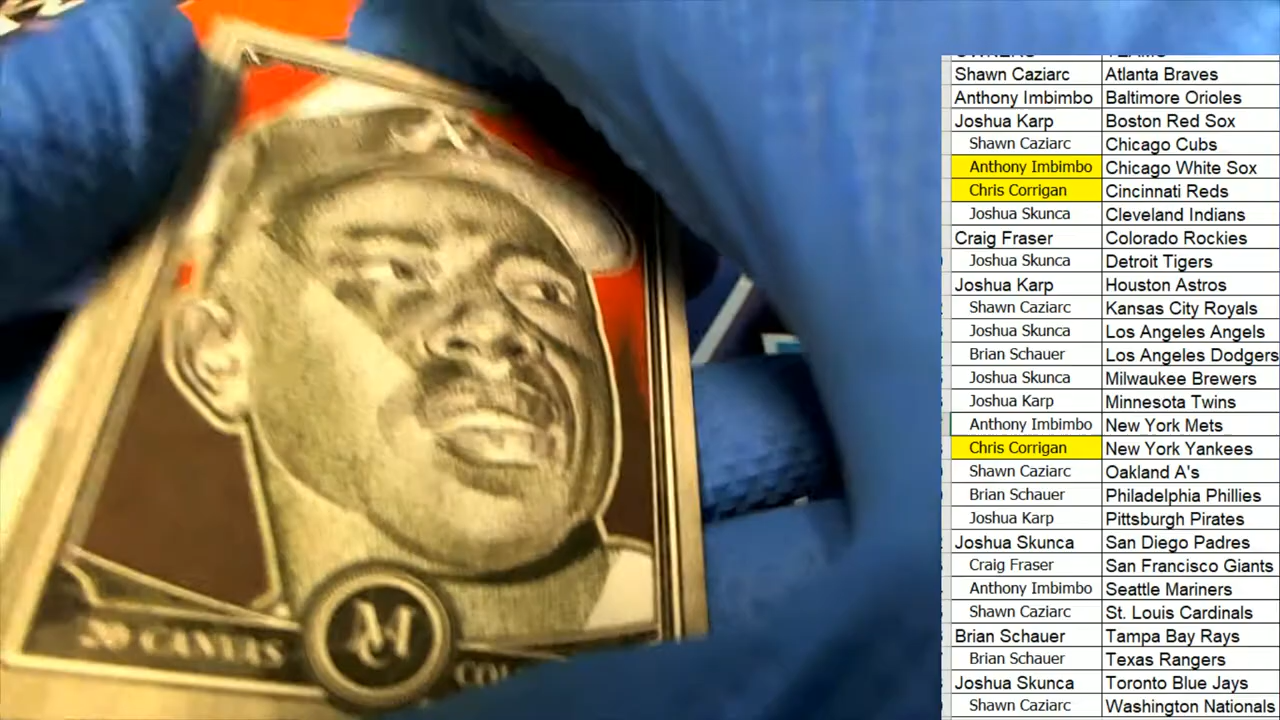 Shawn Caziarc Atlanta Braves
Anthony Imbimbo Baltimore Orioles
Joshua Karp Boston Red Sox
Shawn Caziarc Chicago Cubs
Anthony Imbimbo Chicago White Sox
Chris Corrigan Cincinnati Reds
Joshua Skunca Cleveland Indians
Craig Fraser Colorado Rockies
Joshua Skunca Detroit Tigers
Joshua Karp Houston Astros
Shawn Caziarc Kansas City Royals
Joshua Skunca Los Angeles Angels
Brian Schauer Los Angeles Dodgers
Joshua Skunca Milwaukee Brewers
Joshua Karp Minnesota Twins
Anthony Imbimbo New York Mets
Chris Corrigan New York Yankees
Shawn Caziarc Oakland A's
Brian Schauer Philadelphia Phillies
Joshua Karp Pittsburgh Pirates
Joshua Skunca San Diego Padres
Craig Fraser San Francisco Giants
Anthony Imbimbo Seattle Mariners
Shawn Caziarc St. Louis Cardinals
Brian Schauer Tampa Bay Rays
Brian Schauer Texas Rangers
Joshua Skunca Toronto Blue Jays
Shawn Caziarc Washington Nationals